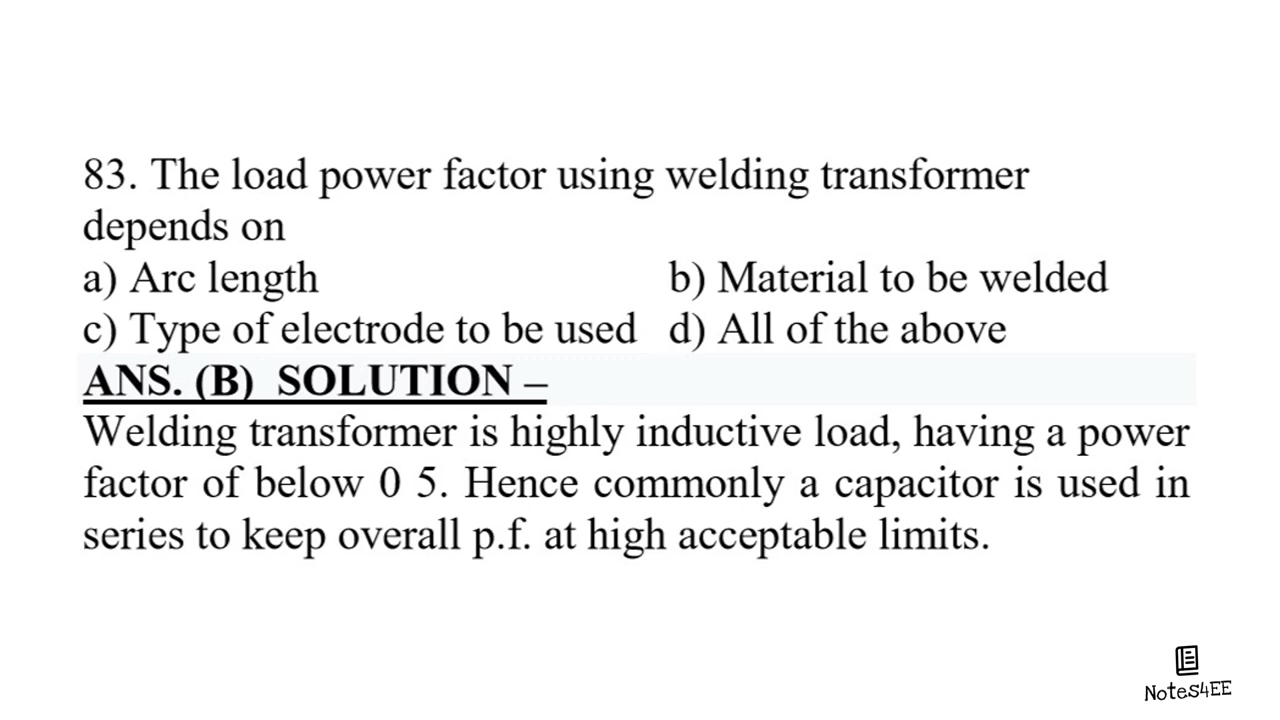 83. The load power factor using welding transformer
depends on
a) Arc length b) Material to be welded
c) Type of electrode to be used d) All of the above
ANS. (B) SOLUTION –
Welding transformer is highly inductive load, having a power
factor of below 0 5. Hence commonly a capacitor is used in
series to keep overall p.f. at high acceptable limits.
Notes4EE